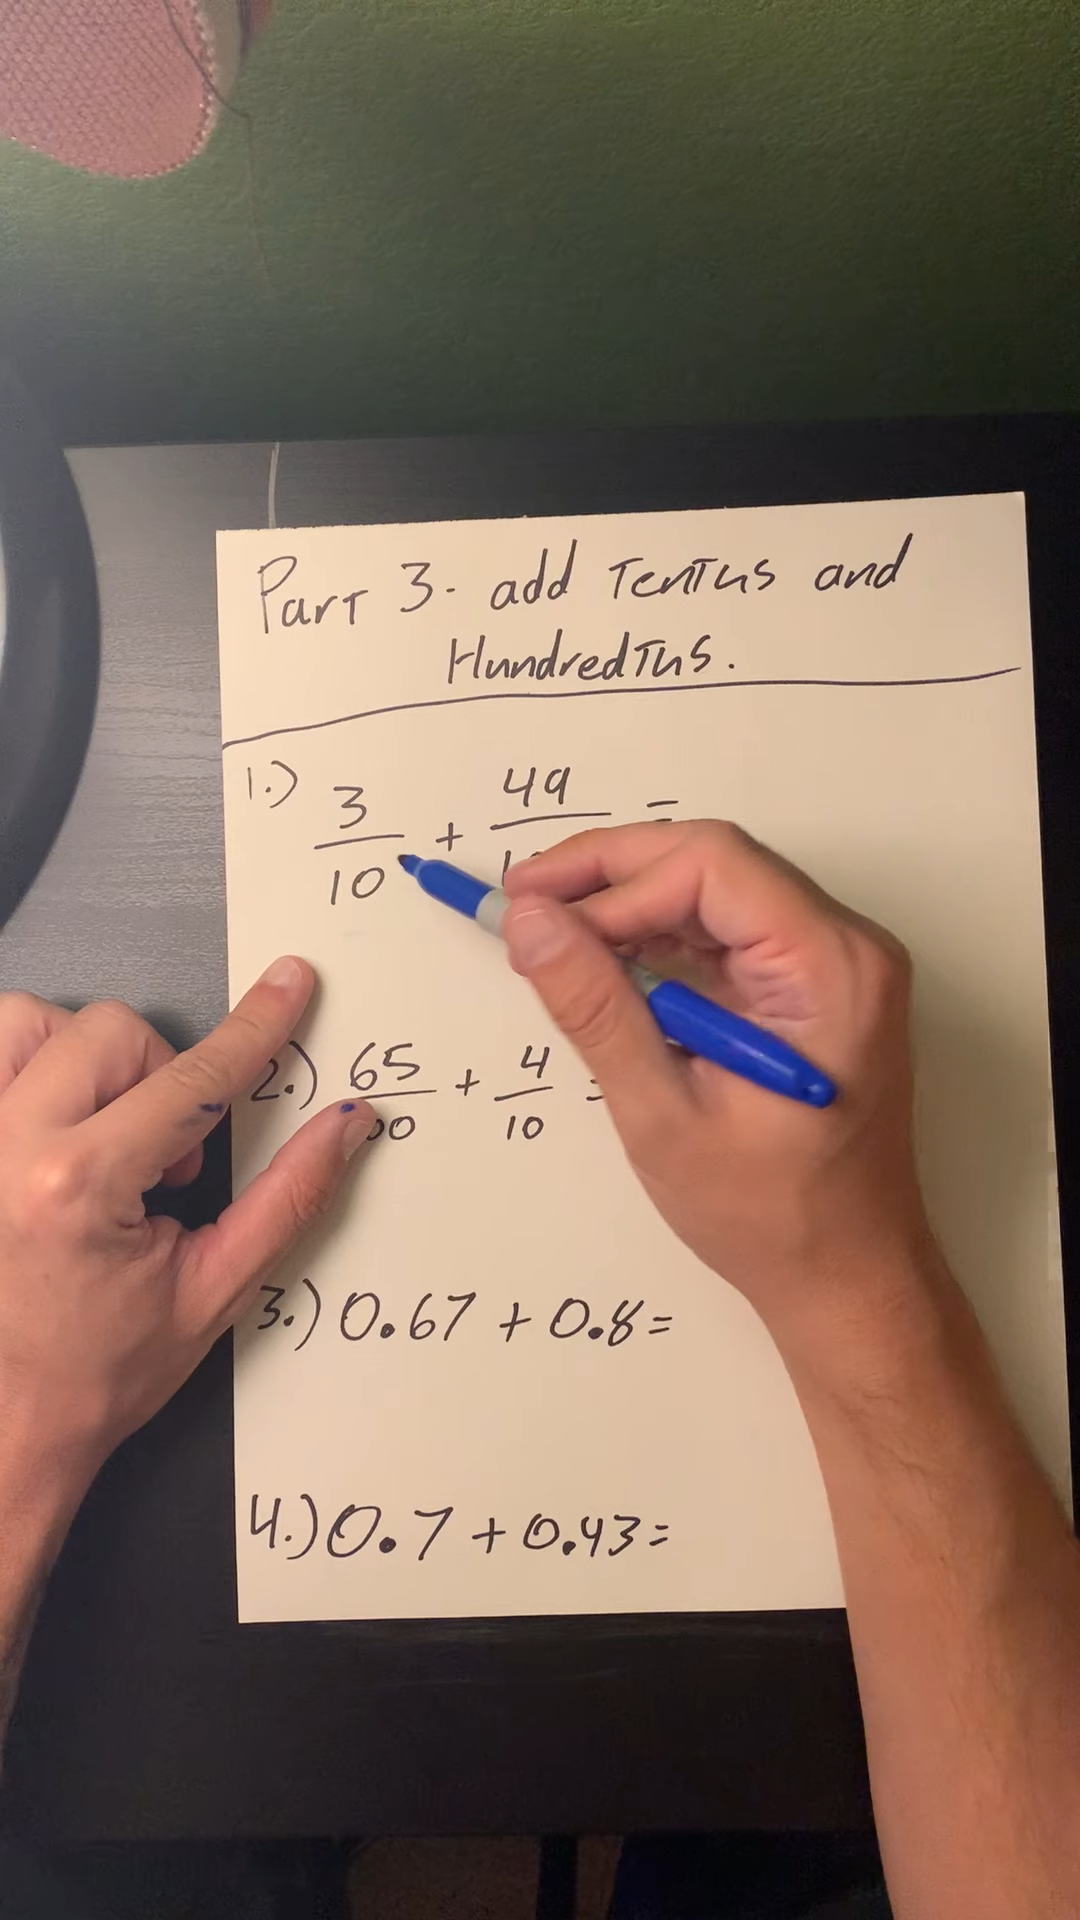 Part 3. add Tenths and
Hundredths.
1.) 3/10 + 49/ =
2.) 65/ + 4/10 =
3.) 0.67 + 0.8 =
4.) 0.7 + 0.43 =